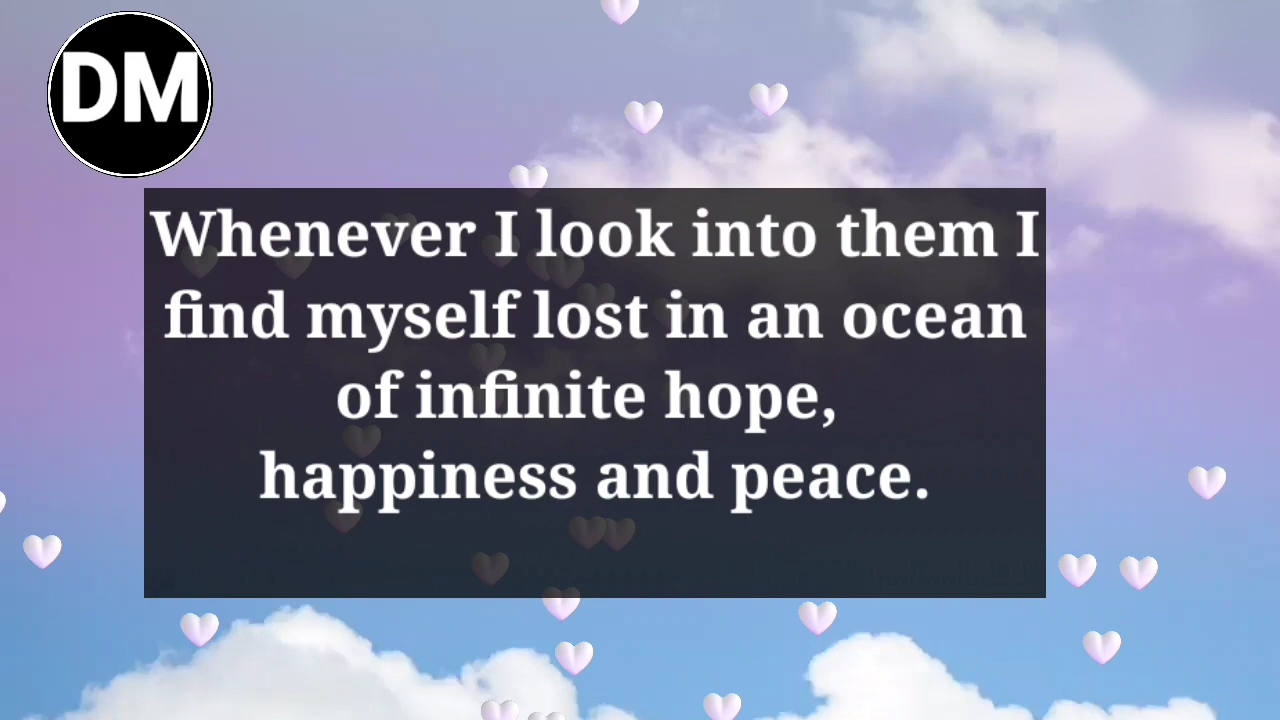 DM
Whenever I look into them I
find myself lost in an ocean
of infinite hope,
happiness and peace.